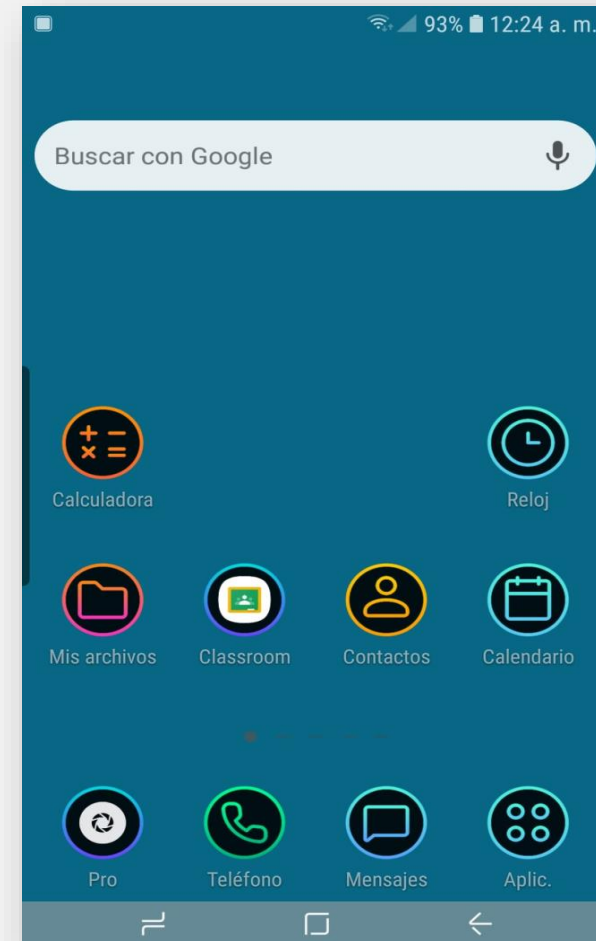 93% 12:24 a. m.
Buscar con Google
Calculadora Reloj
Mis archivos Classroom Contactos Calendario
Pro Teléfono Mensajes Aplic.